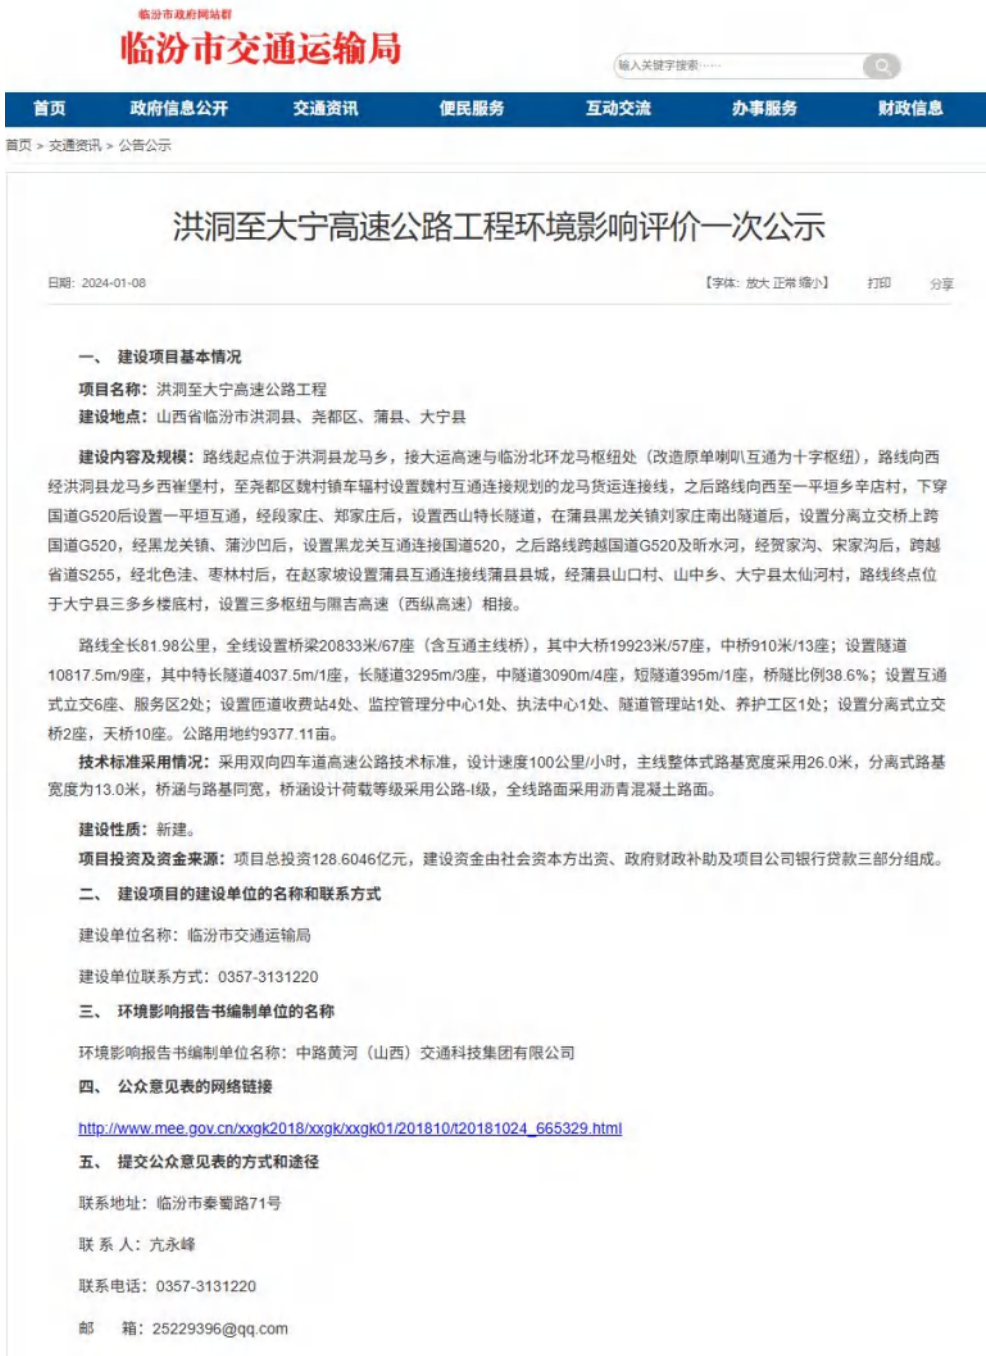 临汾市政府网站群
临汾市交通运输局
输入关键字搜索……
首页 政府信息公开 交通资讯 便民服务 互动交流 办事服务 财政信息
首页 > 交通资讯 > 公告公示
洪洞至大宁高速公路工程环境影响评价一次公示
日期：2024-01-08 【字体：放大 正常 缩小】 打印 分享
一、 建设项目基本情况
项目名称：洪洞至大宁高速公路工程
建设地点：山西省临汾市洪洞县、尧都区、蒲县、大宁县
建设内容及规模：路线起点位于洪洞县龙马乡，接大运高速与临汾北环龙马枢纽处（改造原单喇叭互通为十字枢纽），路线向西
经洪洞县龙马乡西崔堡村，至尧都区魏村镇车辐村设置魏村互通连接规划的龙马货运连接线，之后路线向西至一平垣乡辛店村，下穿
国道G520后设置一平垣互通，经段家庄、郑家庄后，设置西山特长隧道，在蒲县黑龙关镇刘家庄南出隧道后，设置分离立交桥上跨
国道G520，经黑龙关镇、蒲沙凹后，设置黑龙关互通连接国道520，之后路线跨越国道G520及昕水河，经贺家沟、宋家沟后，跨越
省道S255，经北色洼、枣林村后，在赵家坡设置蒲县互通连接线蒲县县城，经蒲县山口村、山中乡、大宁县太仙河村，路线终点位
于大宁县三多乡楼底村，设置三多枢纽与隰吉高速（西纵高速）相接。
路线全长81.98公里，全线设置桥梁20833米/67座（含互通主线桥），其中大桥19923米/57座，中桥910米/13座；设置隧道
10817.5m/9座，其中特长隧道4037.5m/1座，长隧道3295m/3座，中隧道3090m/4座，短隧道395m/1座，桥隧比例38.6%；设置互通
式立交6座、服务区2处；设置匝道收费站4处、监控管理分中心1处、执法中心1处、隧道管理站1处、养护工区1处；设置分离式立交
桥2座，天桥10座。公路用地约9377.11亩。
技术标准采用情况：采用双向四车道高速公路技术标准，设计速度100公里/小时，主线整体式路基宽度采用26.0米，分离式路基
宽度为13.0米，桥涵与路基同宽，桥涵设计荷载等级采用公路-I级，全线路面采用沥青混凝土路面。
建设性质：新建。
项目投资及资金来源：项目总投资128.6046亿元，建设资金由社会资本方出资、政府财政补助及项目公司银行贷款三部分组成。
二、 建设项目的建设单位的名称和联系方式
建设单位名称：临汾市交通运输局
建设单位联系方式：0357-3131220
三、 环境影响报告书编制单位的名称
环境影响报告书编制单位名称：中路黄河（山西）交通科技集团有限公司
四、 公众意见表的网络链接
http://www.mee.gov.cn/xxgk2018/xxgk/xxgk01/201810/t20181024_665329.html
五、 提交公众意见表的方式和途径
联系地址：临汾市秦蜀路71号
联 系 人：亢永峰
联系电话：0357-3131220
邮 箱：25229396@qq.com